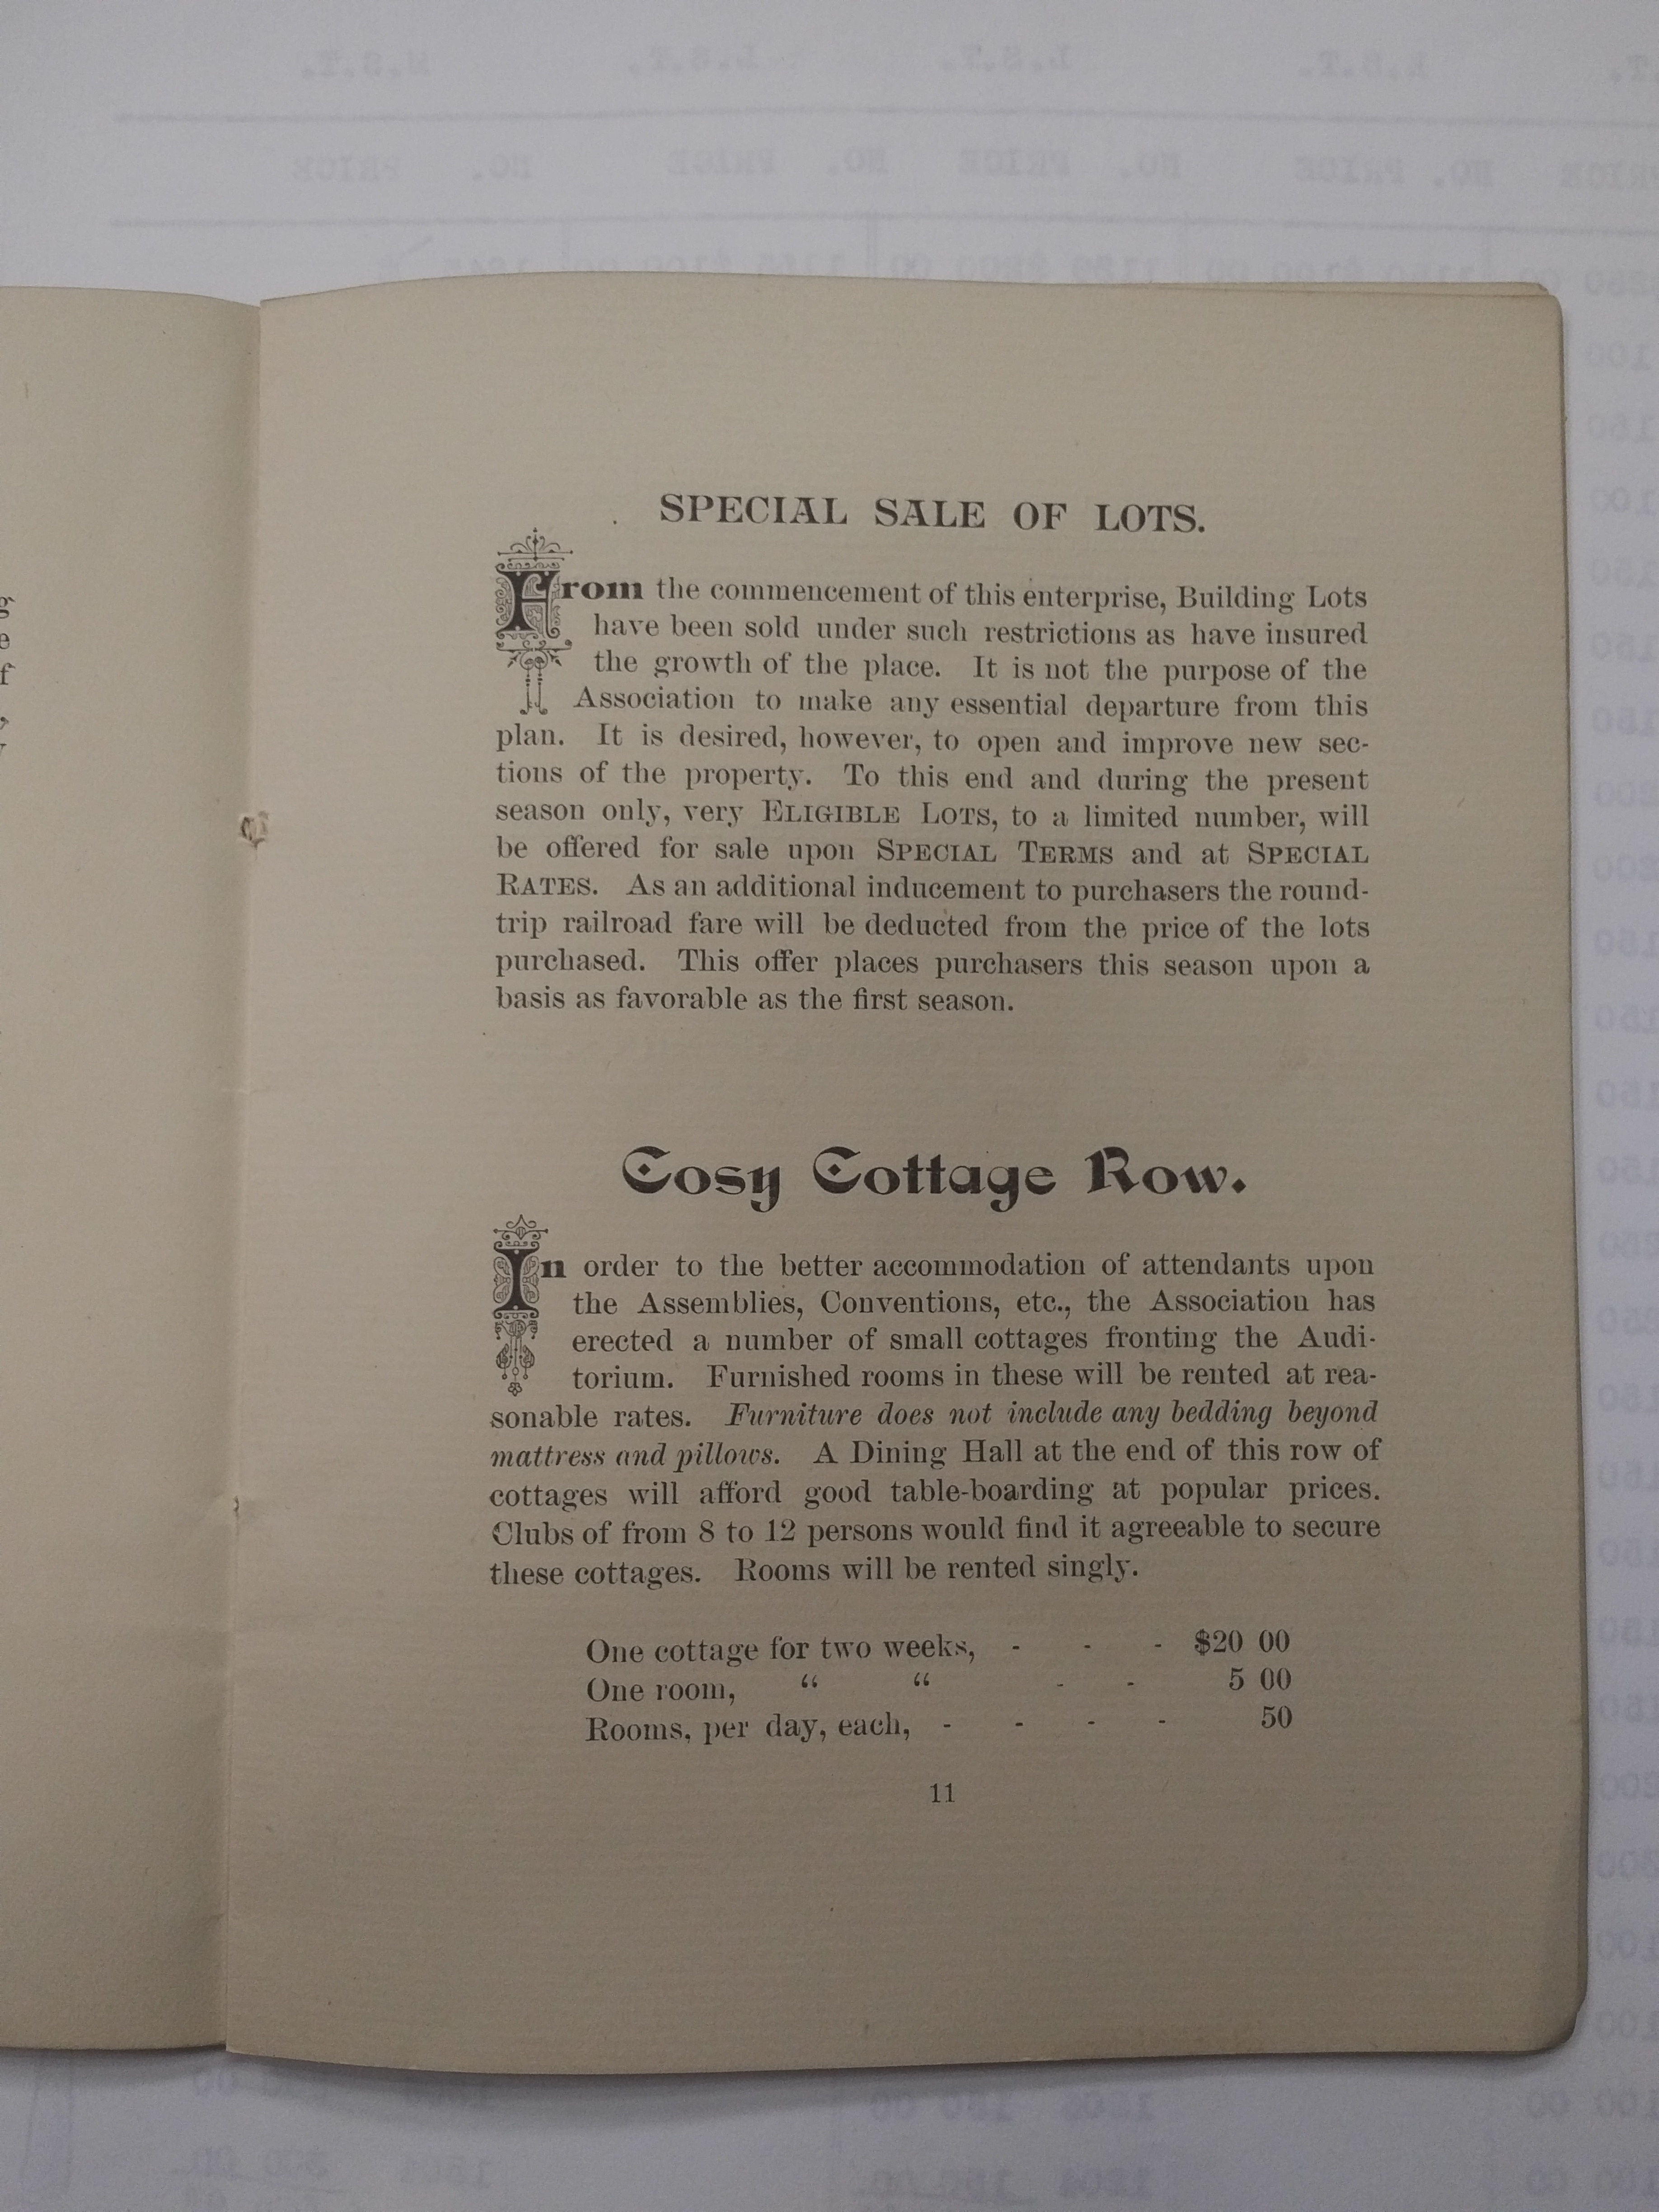 SPECIAL SALE OF LOTS.
From the commencement of this enterprise, Building Lots
have been sold under such restrictions as have insured
the growth of the place. It is not the purpose of the
Association to make any essential departure from this
plan. It is desired, however, to open and improve new sec-
tions of the property. To this end and during the present
season only, very ELIGIBLE LOTS, to a limited number, will
be offered for sale upon SPECIAL TERMS and at SPECIAL
RATES. As an additional inducement to purchasers the round-
trip railroad fare will be deducted from the price of the lots
purchased. This offer places purchasers this season upon a
basis as favorable as the first season.
Cosy Cottage Row.
In order to the better accommodation of attendants upon
the Assemblies, Conventions, etc., the Association has
erected a number of small cottages fronting the Audi-
torium. Furnished rooms in these will be rented at rea-
sonable rates. Furniture does not include any bedding beyond
mattress and pillows. A Dining Hall at the end of this row of
cottages will afford good table-boarding at popular prices.
Clubs of from 8 to 12 persons would find it agreeable to secure
these cottages. Rooms will be rented singly.
One cottage for two weeks, - - - $20 00
One room, “ “ - - 5 00
Rooms, per day, each, - - - - 50
11